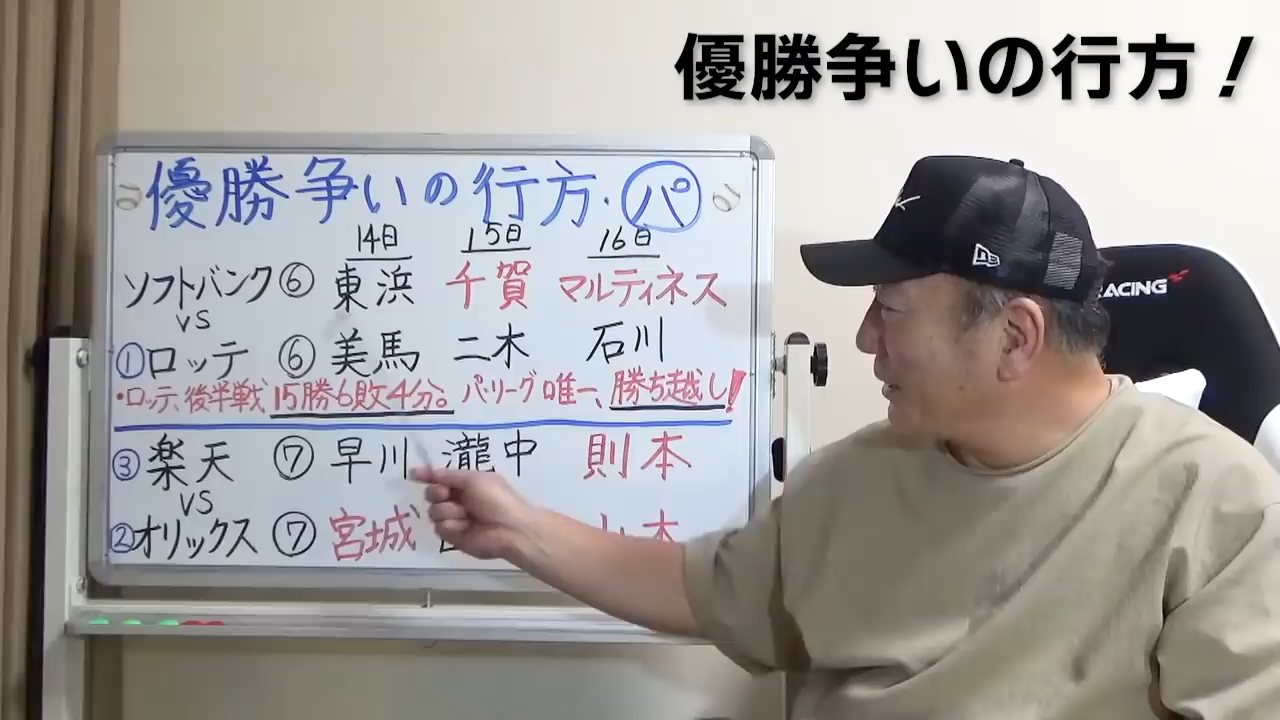 優勝争いの行方!
優勝争いの行方・パ
14日 15日 16日
ソフトバンク⑥ 東浜 千賀 マルティネス
VS
①ロッテ ⑥ 美馬 二木 石川
・ロッテ、後半戦、15勝6敗4分。パ・リーグ唯一、勝ち越し!
③楽天 ⑦ 早川 瀧中 則本
VS
②オリックス ⑦ 宮城 山本
RACING